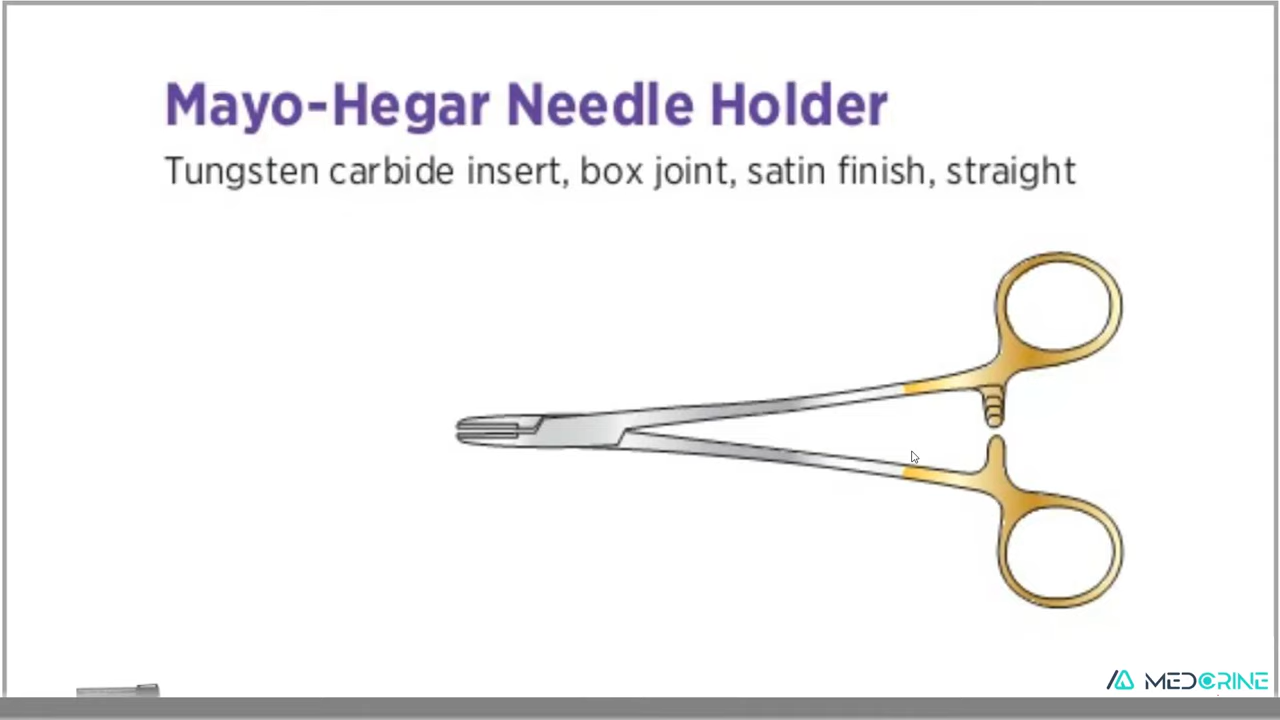 Mayo-Hegar Needle Holder
Tungsten carbide insert, box joint, satin finish, straight
MEDCRINE